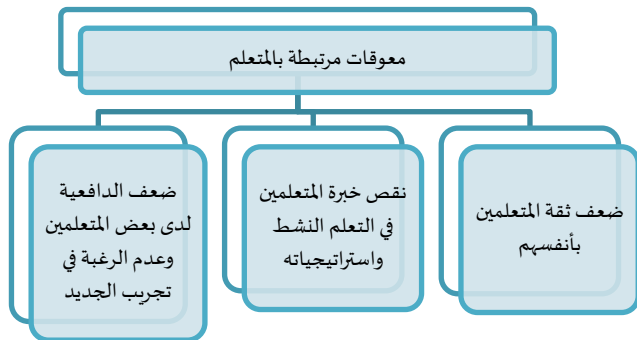 معوقات مرتبطة بالمتعلم
ضعف ثقة المتعلمين
بأنفسهم
نقص خبرة المتعلمين
في التعلم النشط
واستراتيجياته
ضعف الدافعية
لدى بعض المتعلمين
وعدم الرغبة في
تجريب الجديد